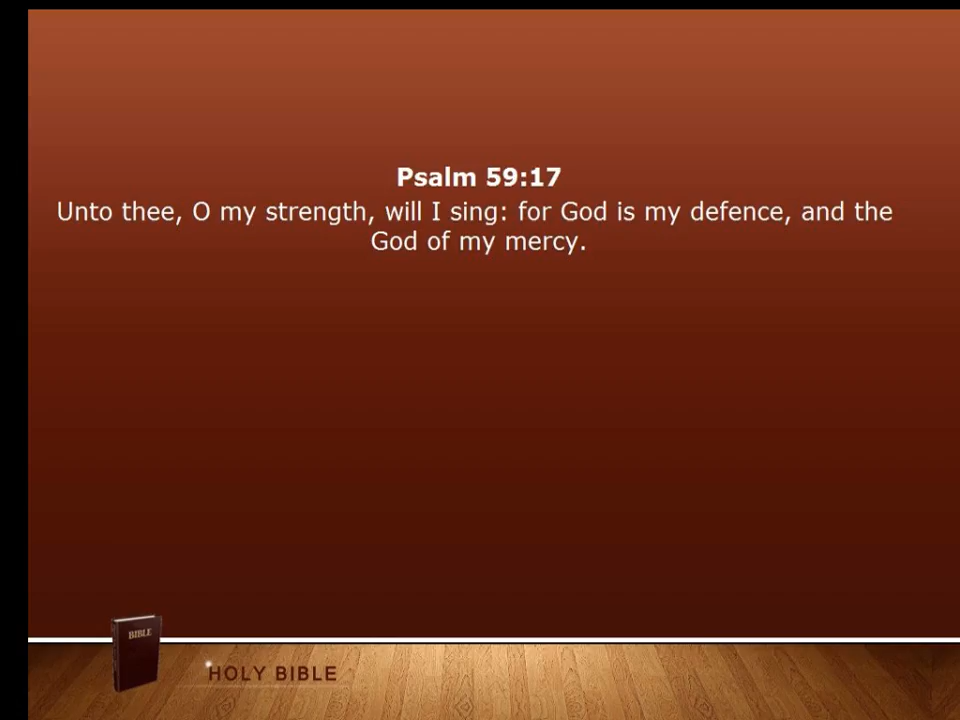 Psalm 59:17
Unto thee, O my strength, will I sing: for God is my defence, and the
God of my mercy.
BIBLE
HOLY BIBLE